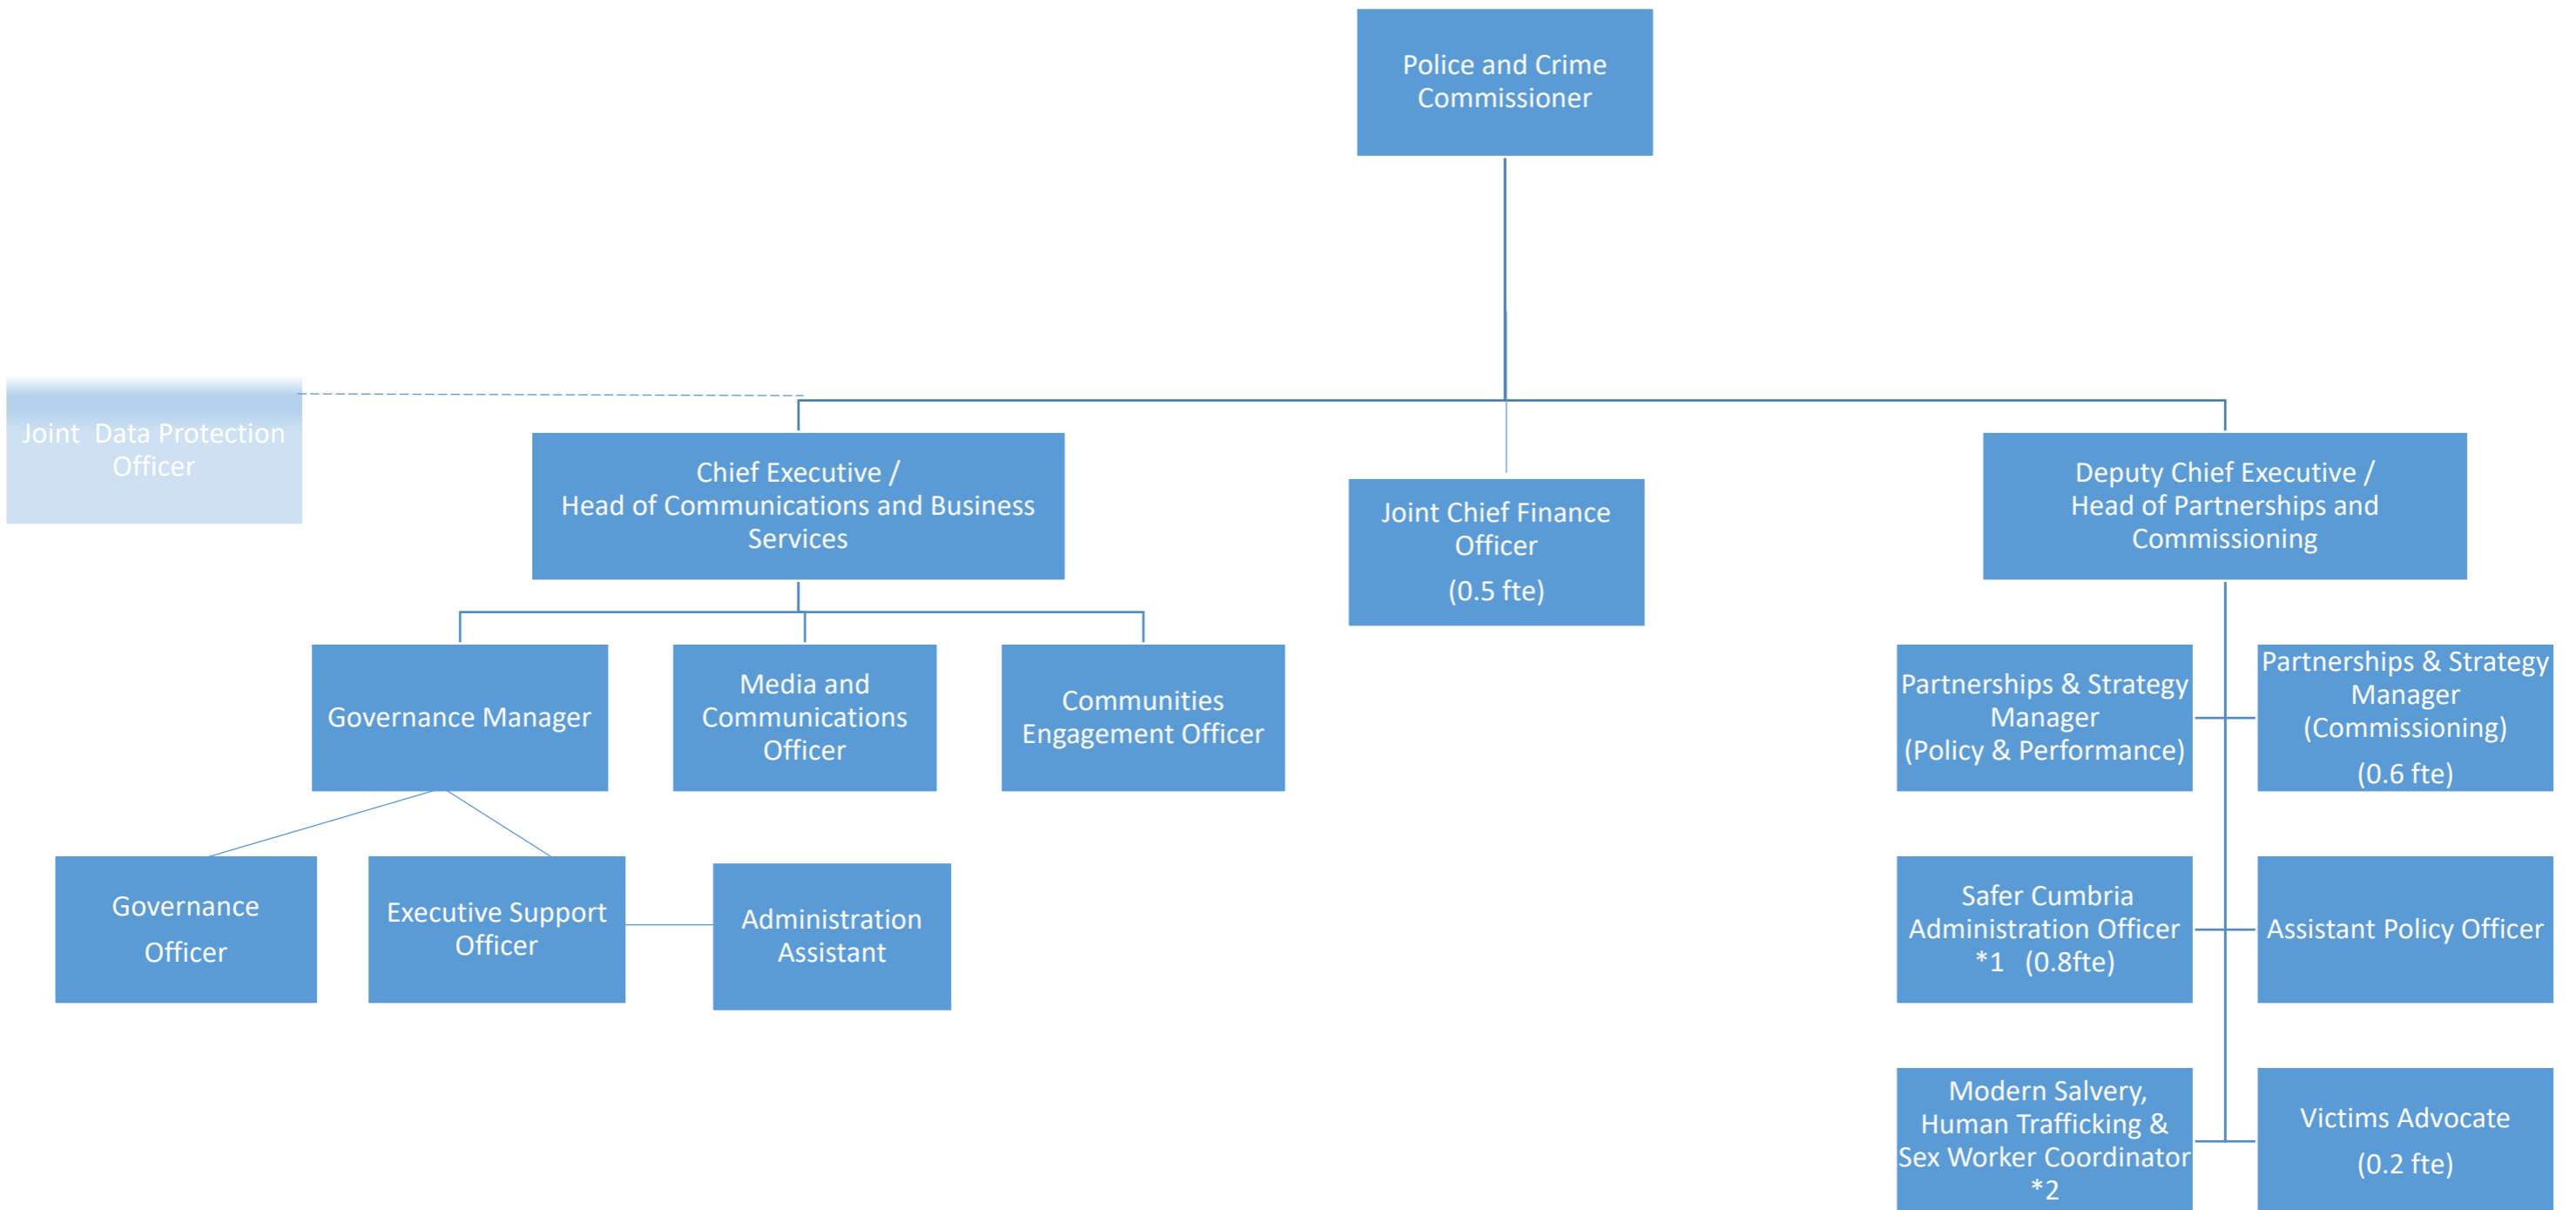 Police and Crime
Commissioner
Joint  Data Protection
Officer
Chief Executive /
Head of Communications and Business
Services
Joint Chief Finance
Officer
(0.5 fte)
Deputy Chief Executive /
Head of Partnerships and
Commissioning
Governance Manager
Media and
Communications
Officer
Communities
Engagement Officer
Partnerships & Strategy
Manager
(Policy & Performance)
Partnerships & Strategy
Manager
(Commissioning)
(0.6 fte)
Governance
Officer
Executive Support
Officer
Administration
Assistant
Safer Cumbria
Administration Officer
*1   (0.8fte)
Assistant Policy Officer
Modern Salvery,
Human Trafficking &
Sex Worker Coordinator
*2
Victims Advocate
(0.2 fte)